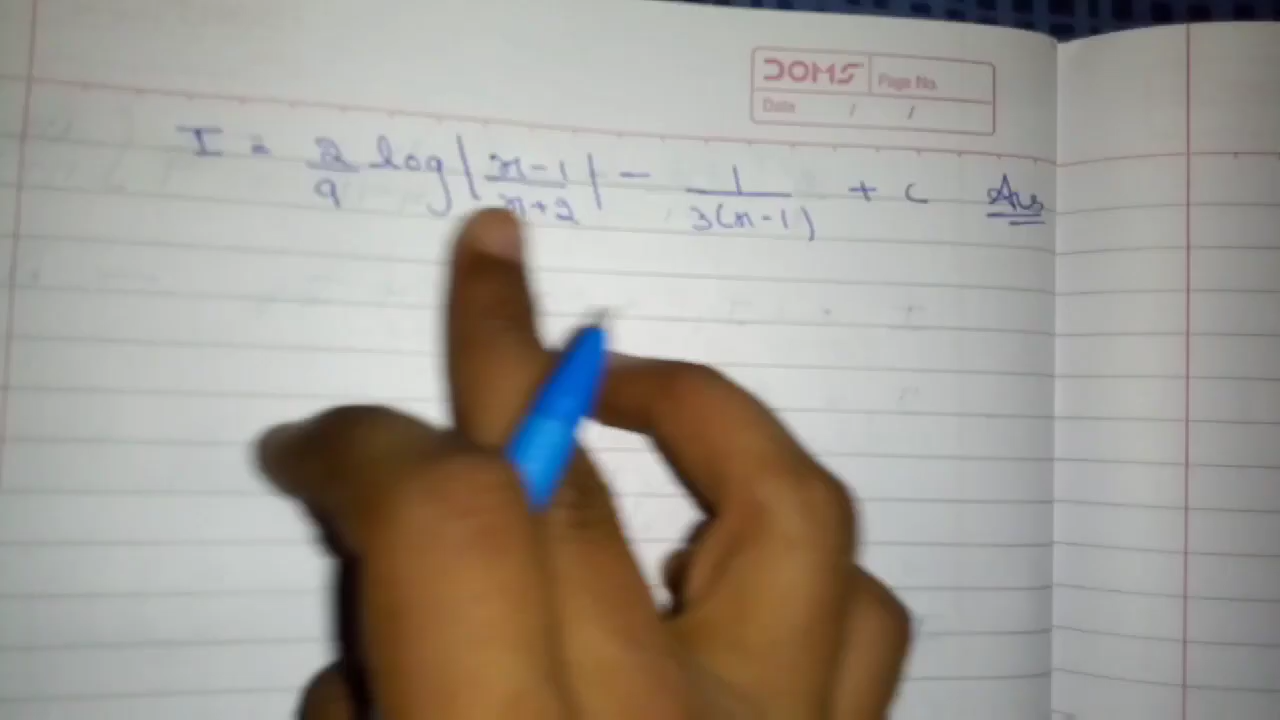 DOMS
Page No.
Date / /
I = 2/9 log |x-1/x+2| - 1/3(x-1) + c Ans